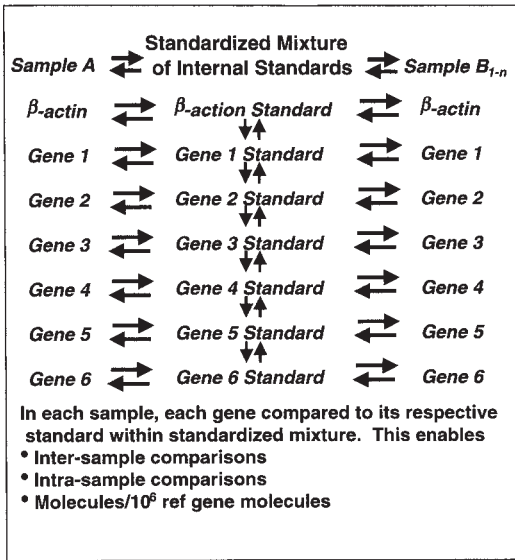 Sample A Standardized Mixture of Internal Standards Sample B1-n
β-actin β-action Standard β-actin
Gene 1 Gene 1 Standard Gene 1
Gene 2 Gene 2 Standard Gene 2
Gene 3 Gene 3 Standard Gene 3
Gene 4 Gene 4 Standard Gene 4
Gene 5 Gene 5 Standard Gene 5
Gene 6 Gene 6 Standard Gene 6
In each sample, each gene compared to its respective
standard within standardized mixture. This enables
• Inter-sample comparisons
• Intra-sample comparisons
• Molecules/10⁶ ref gene molecules